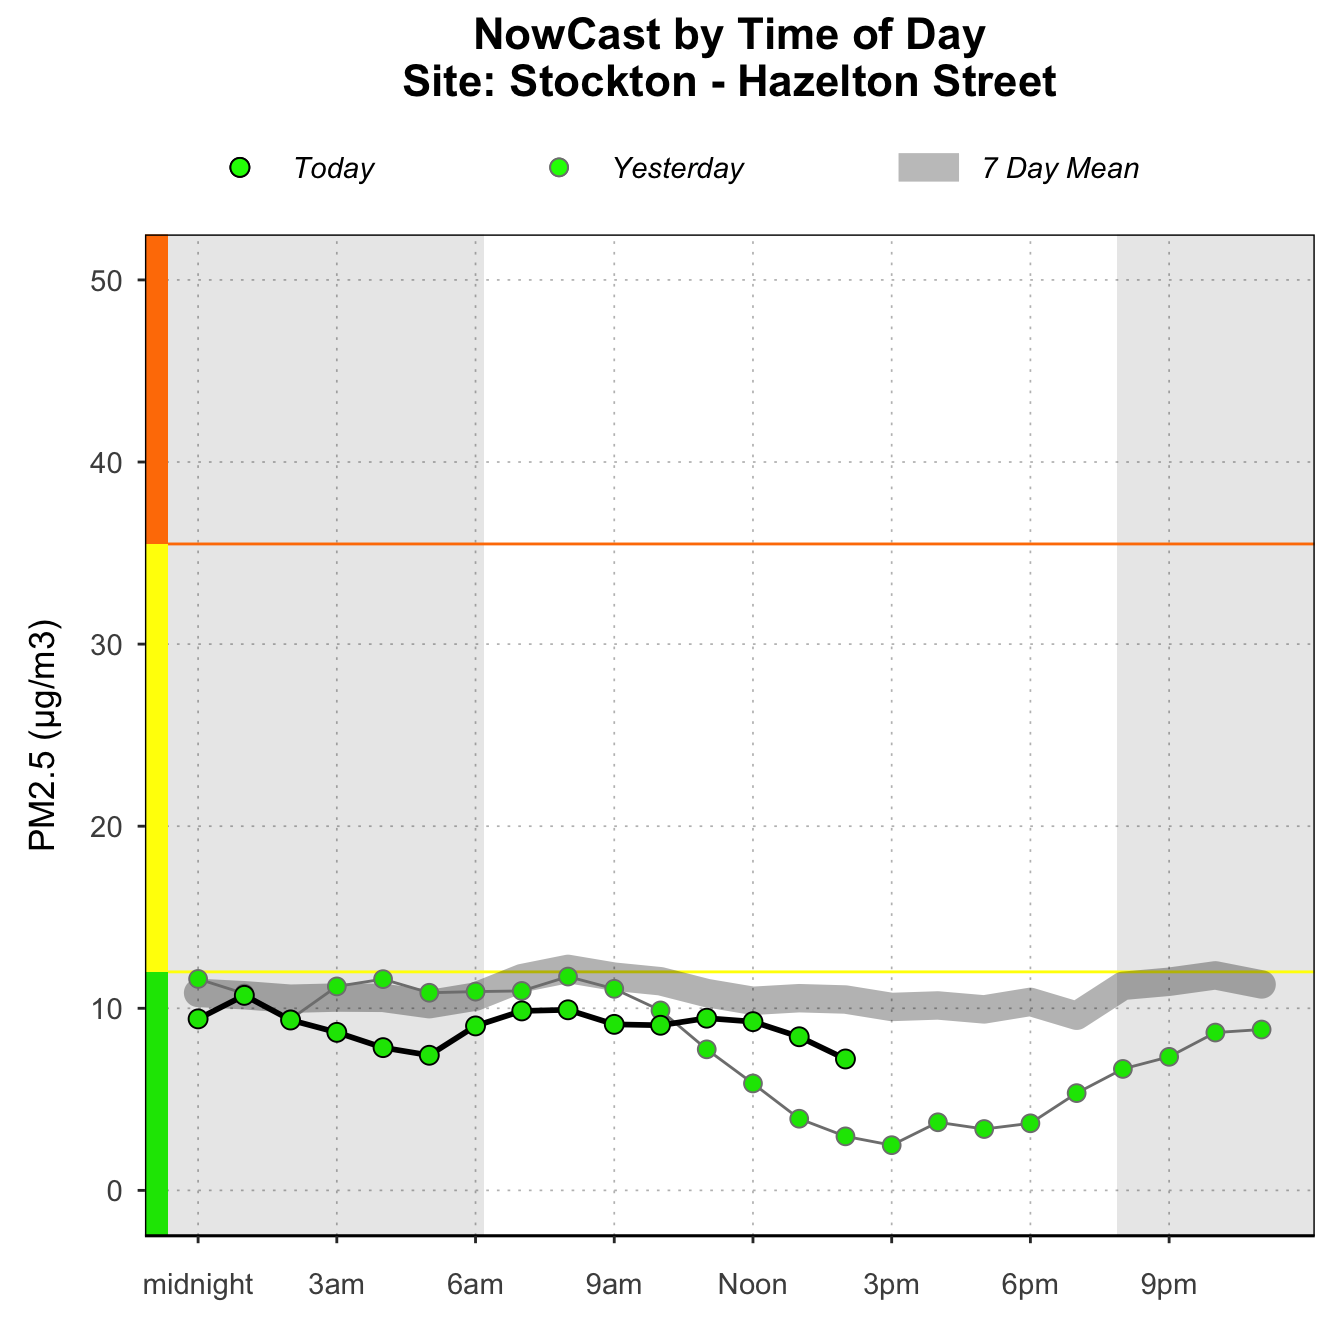 NowCast by Time of Day
Site: Stockton - Hazelton Street
Today Yesterday 7 Day Mean
PM2.5 (µg/m3)
50
40
30
20
10
0
midnight 3am 6am 9am Noon 3pm 6pm 9pm